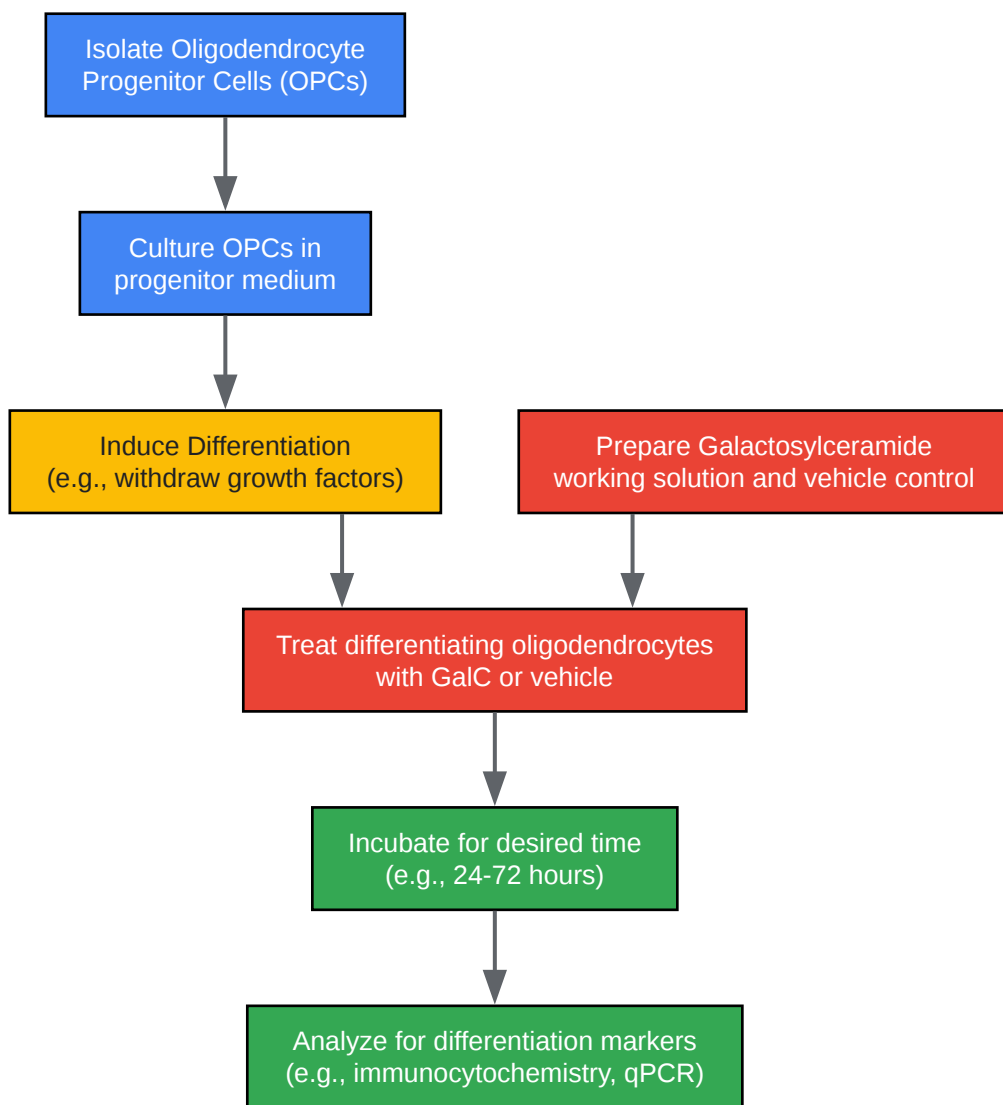 Isolate Oligodendrocyte
Progenitor Cells (OPCs)
Culture OPCs in
progenitor medium
Induce Differentiation
(e.g., withdraw growth factors)
Prepare Galactosylceramide
working solution and vehicle control
Treat differentiating oligodendrocytes
with GalC or vehicle
Incubate for desired time
(e.g., 24-72 hours)
Analyze for differentiation markers
(e.g., immunocytochemistry, qPCR)